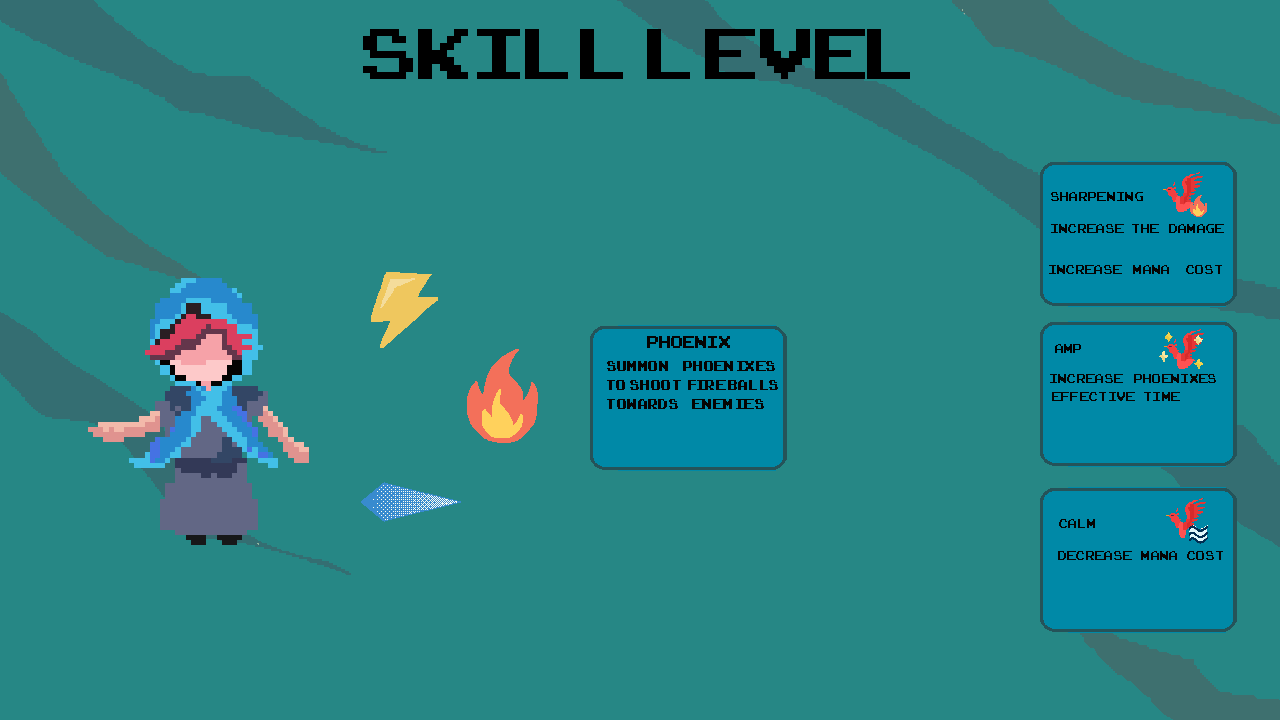 SKILL LEVEL
PHOENIX
SUMMON PHOENIXES
TO SHOOT FIREBALLS
TOWARDS ENEMIES
SHARPENING
INCREASE THE DAMAGE
INCREASE MANA COST
AMP
INCREASE PHOENIXES
EFFECTIVE TIME
CALM
DECREASE MANA COST